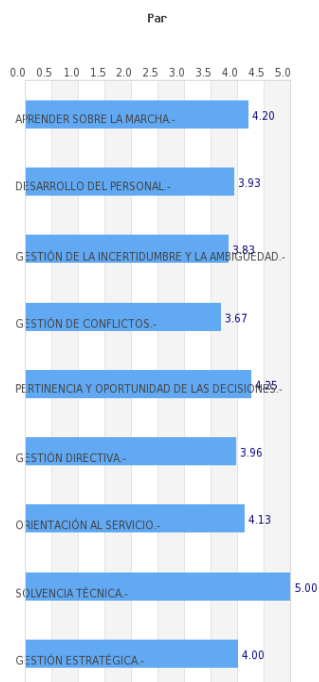 Par
0.0 0.5 1.0 1.5 2.0 2.5 3.0 3.5 4.0 4.5 5.0
APRENDER SOBRE LA MARCHA.- 4.20
DESARROLLO DEL PERSONAL.- 3.93
GESTIÓN DE LA INCERTIDUMBRE Y LA AMBIGÜEDAD.- 3.83
GESTIÓN DE CONFLICTOS.- 3.67
PERTINENCIA Y OPORTUNIDAD DE LAS DECISIONES.- 4.25
GESTIÓN DIRECTIVA.- 3.96
ORIENTACIÓN AL SERVICIO.- 4.13
SOLVENCIA TÉCNICA.- 5.00
GESTIÓN ESTRATÉGICA.- 4.00